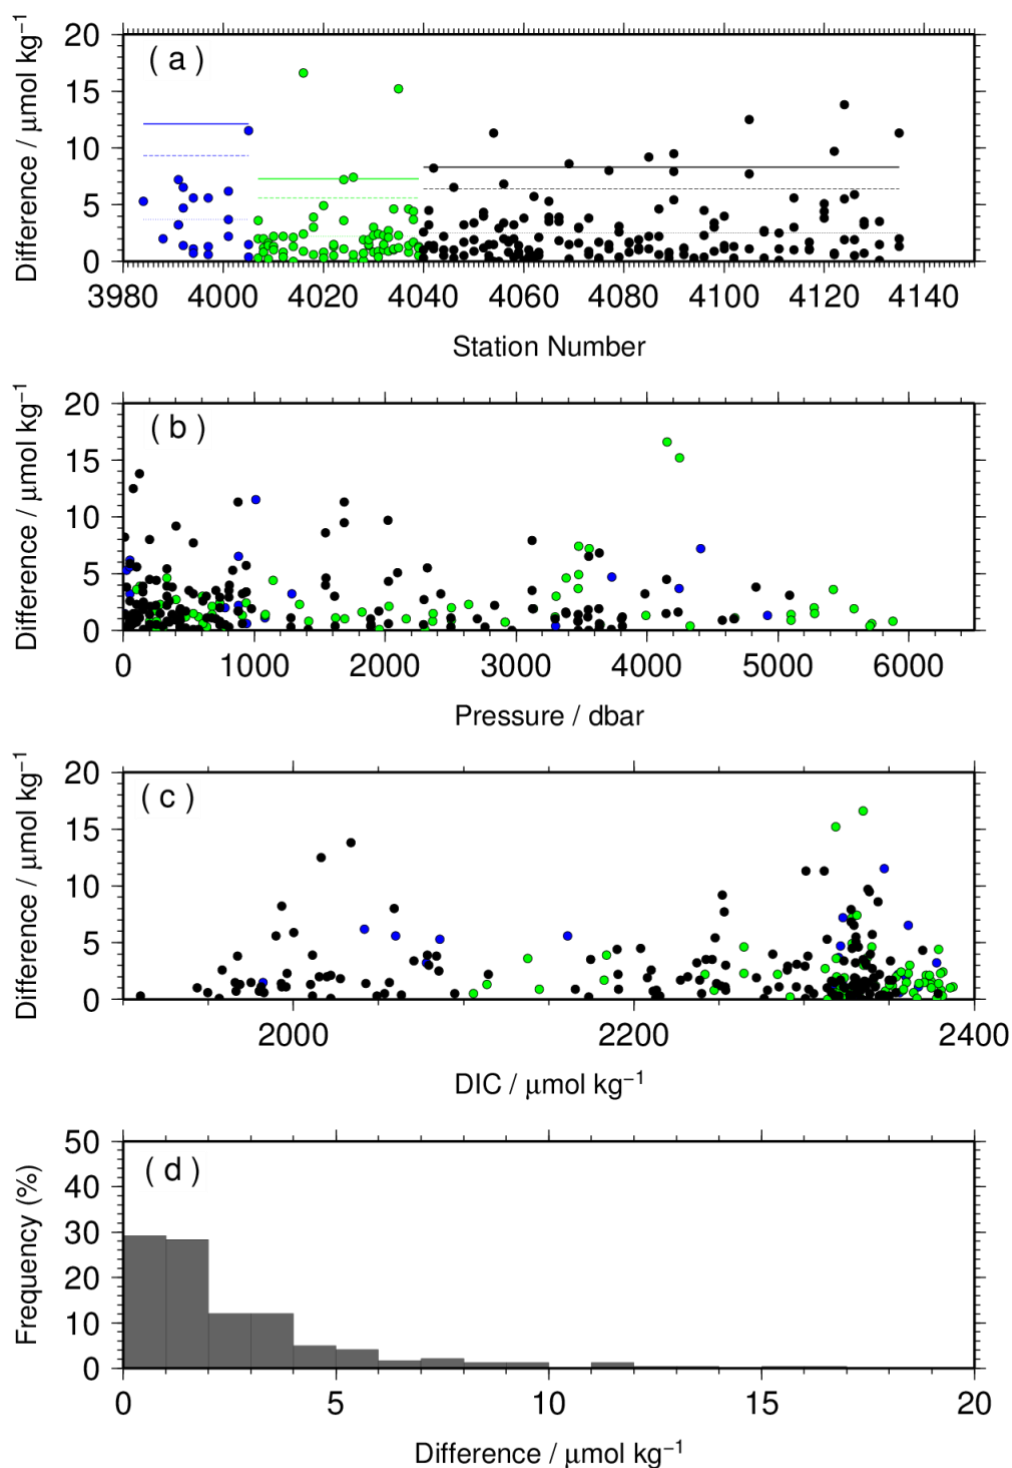 ( a )
Difference / μmol kg⁻¹
20
15
10
5
0
3980 4000 4020 4040 4060 4080 4100 4120 4140
Station Number
( b )
Difference / μmol kg⁻¹
20
15
10
5
0
0 1000 2000 3000 4000 5000 6000
Pressure / dbar
( c )
Difference / μmol kg⁻¹
20
15
10
5
0
2000 2200 2400
DIC / μmol kg⁻¹
( d )
Frequency (%)
50
40
30
20
10
0
0 5 10 15 20
Difference / μmol kg⁻¹